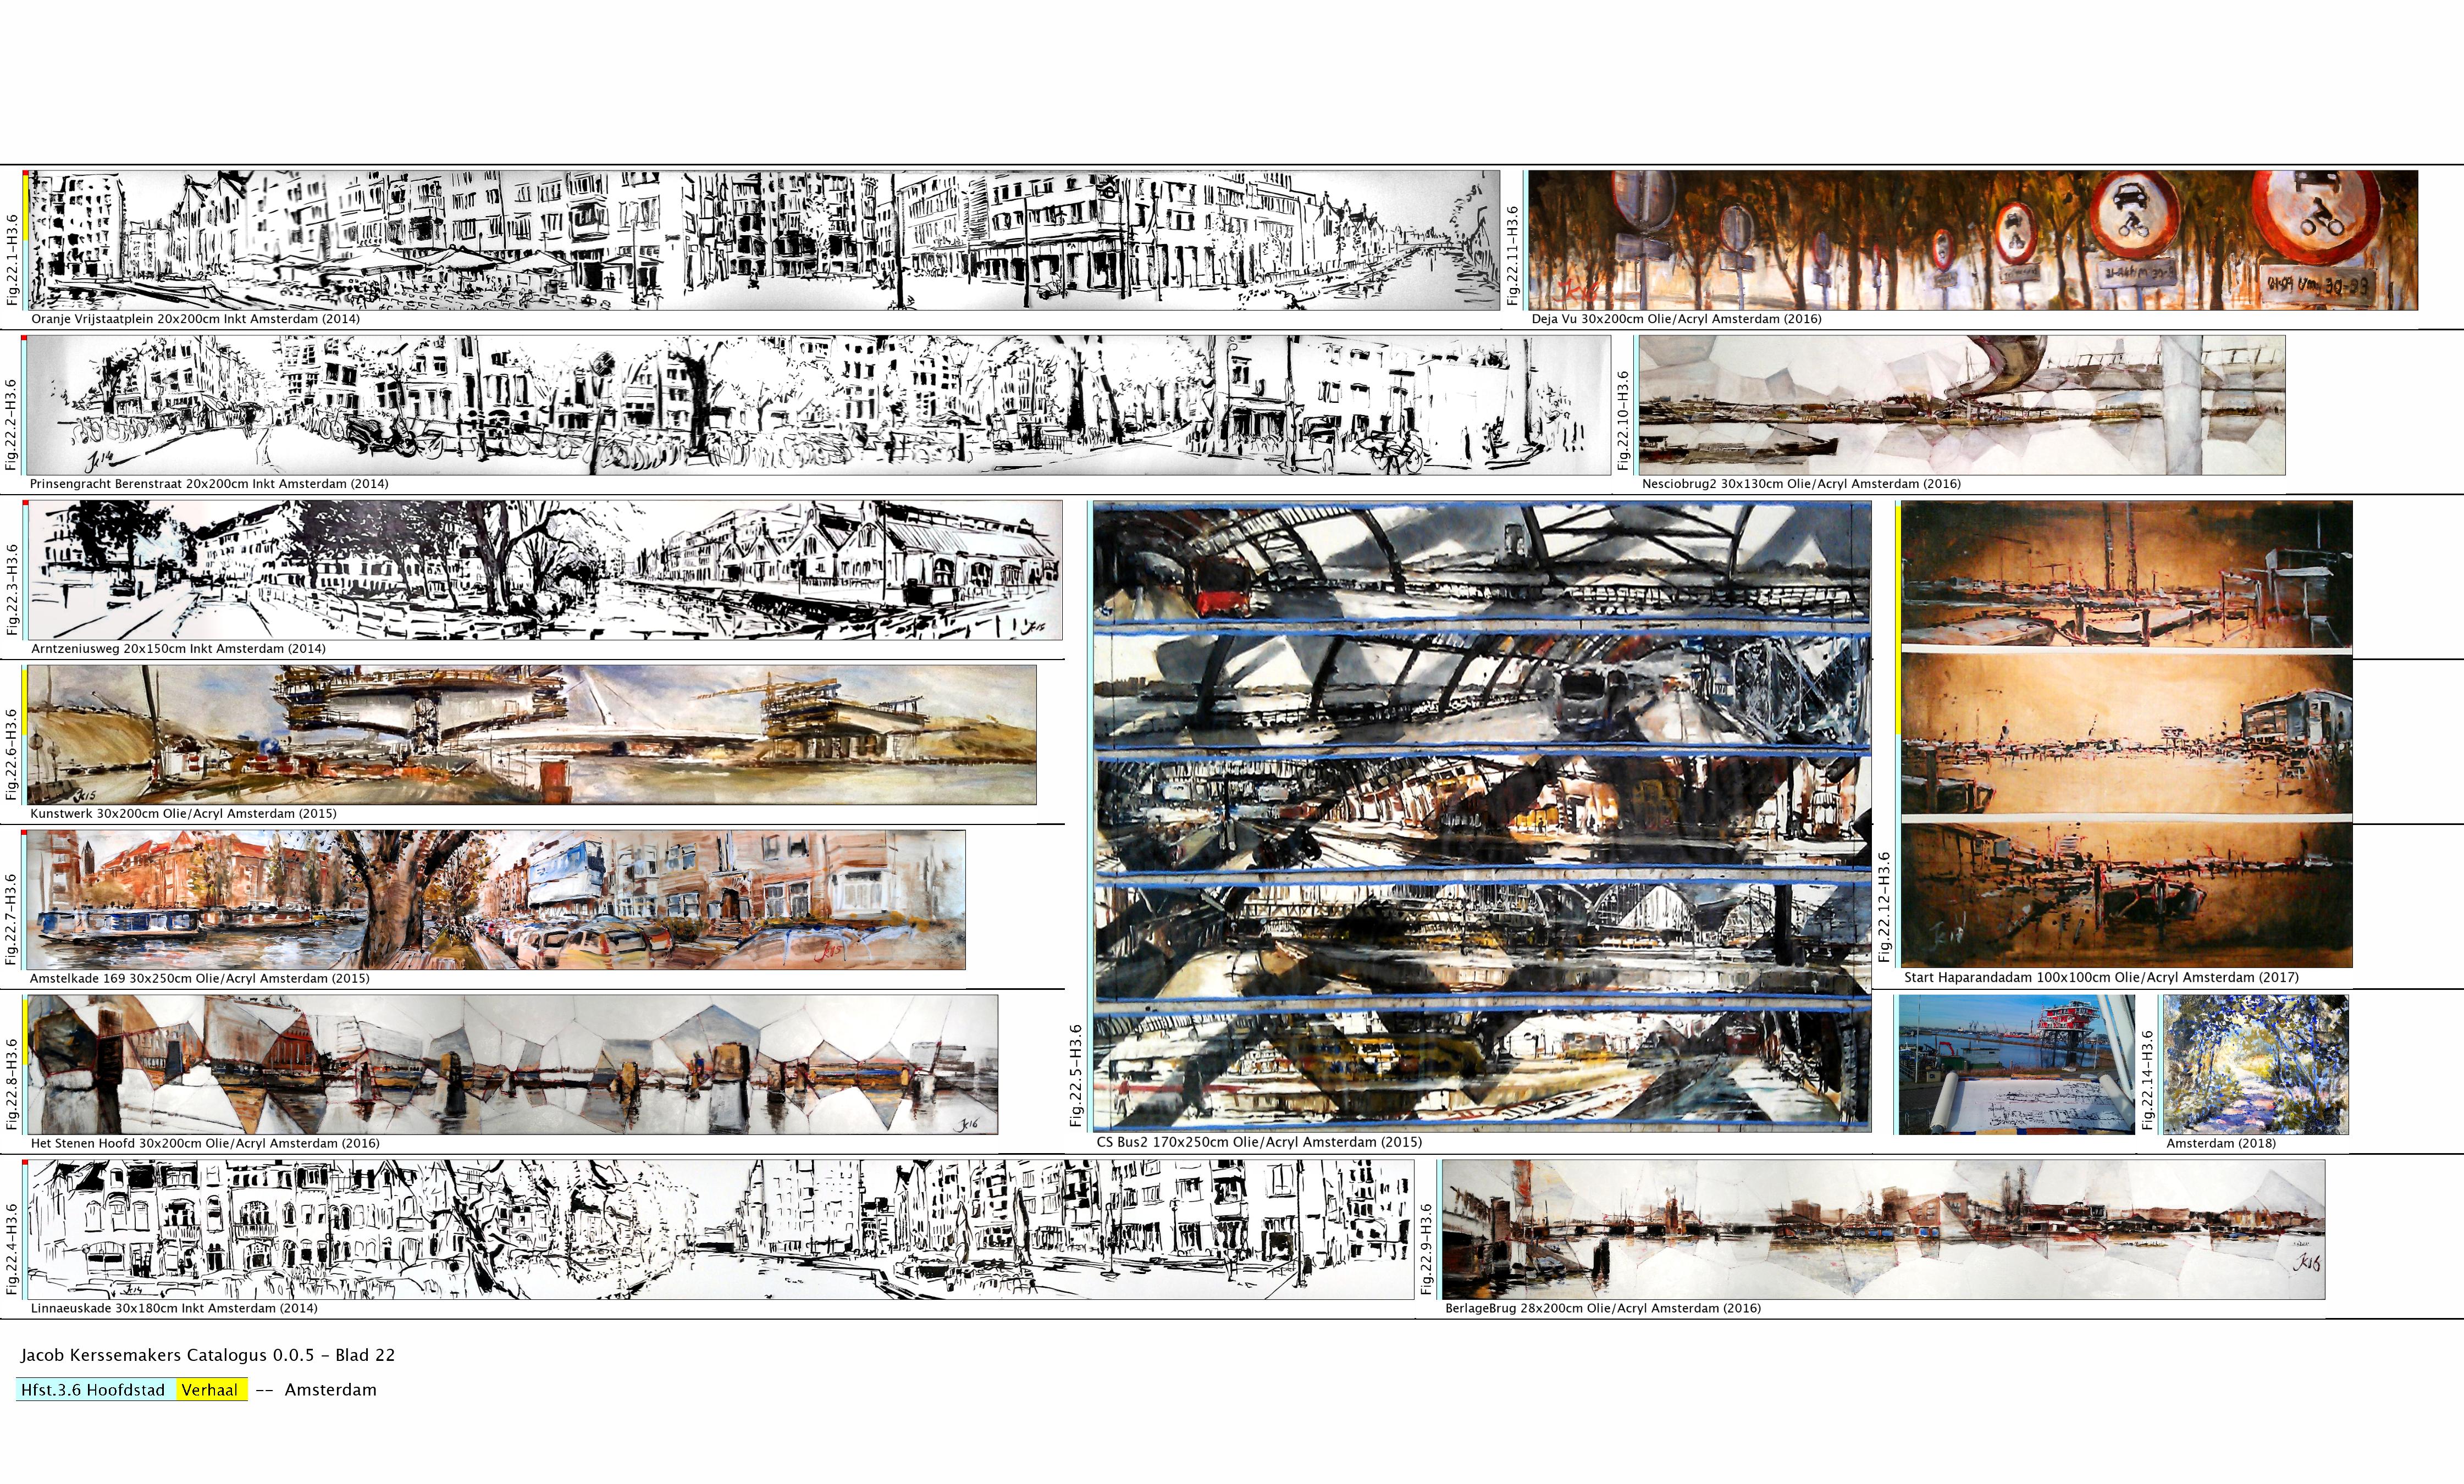 Fig.22.1-H3.6
Oranje Vrijstaatplein 20x200cm Inkt Amsterdam (2014)
Fig.22.11-H3.6
Deja Vu 30x200cm Olie/Acryl Amsterdam (2016)
Fig.22.2-H3.6
Prinsengracht Berenstraat 20x200cm Inkt Amsterdam (2014)
Fig.22.10-H3.6
Nesciobrug2 30x130cm Olie/Acryl Amsterdam (2016)
Fig.22.3-H3.6
Arntzeniusweg 20x150cm Inkt Amsterdam (2014)
Fig.22.6-H3.6
Kunstwerk 30x200cm Olie/Acryl Amsterdam (2015)
Fig.22.7-H3.6
Amstelkade 169 30x250cm Olie/Acryl Amsterdam (2015)
Fig.22.8-H3.6
Het Stenen Hoofd 30x200cm Olie/Acryl Amsterdam (2016)
Fig.22.5-H3.6
CS Bus2 170x250cm Olie/Acryl Amsterdam (2015)
Fig.22.12-H3.6
Start Haparandadam 100x100cm Olie/Acryl Amsterdam (2017)
Fig.22.14-H3.6
Amsterdam (2018)
Fig.22.4-H3.6
Linnaeuskade 30x180cm Inkt Amsterdam (2014)
Fig.22.9-H3.6
BerlageBrug 28x200cm Olie/Acryl Amsterdam (2016)
Jacob Kerssemakers Catalogus 0.0.5 - Blad 22
Hfst.3.6 Hoofdstad Verhaal -- Amsterdam